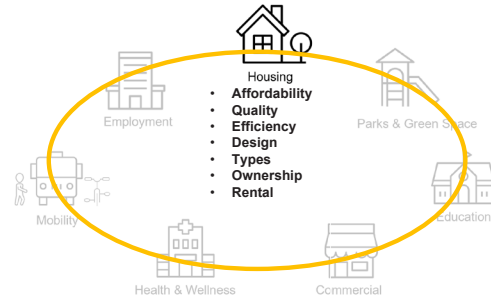 Housing
• Affordability
• Quality
• Efficiency
• Design
• Types
• Ownership
• Rental
Employment
Parks & Green Space
Mobility
Education
Health & Wellness
Commercial